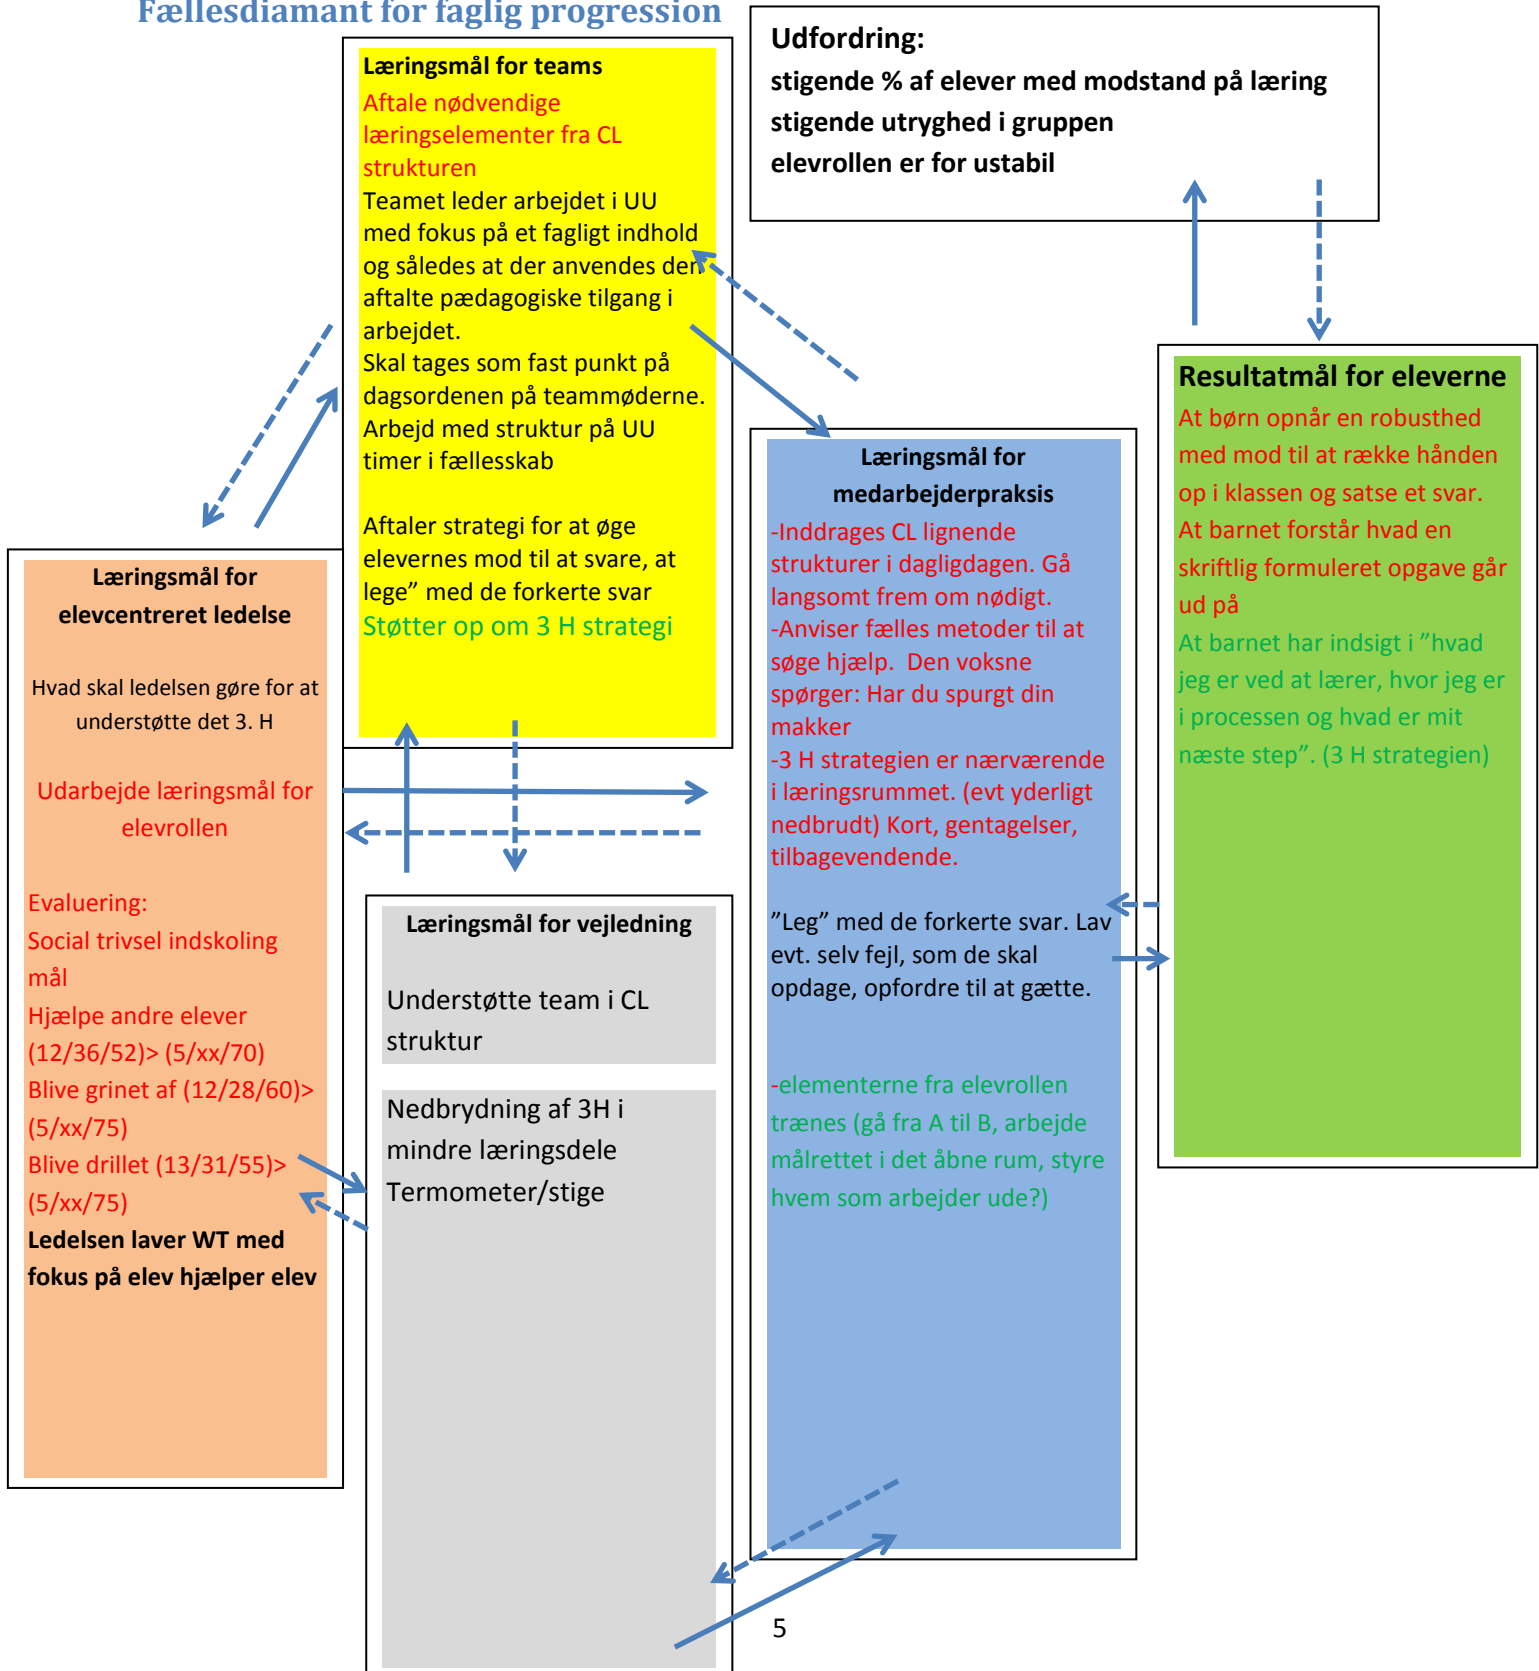 Fællesdiamant for faglig progression
Udfordring:
stigende % af elever med modstand på læring
stigende utryghed i gruppen
elevrollen er for ustabil
Læringsmål for teams
Aftale nødvendige
læringselementer fra CL
strukturen
Teamet leder arbejdet i UU
med fokus på et fagligt indhold
og således at der anvendes den
aftalte pædagogiske tilgang i
arbejdet.
Skal tages som fast punkt på
dagsordenen på teammøderne.
Arbejd med struktur på UU
timer i fællesskab
Aftaler strategi for at øge
elevernes mod til at svare, at
lege” med de forkerte svar
Støtter op om 3 H strategi
Resultatmål for eleverne
At børn opnår en robusthed
med mod til at række hånden
op i klassen og satse et svar.
At barnet forstår hvad en
skriftlig formuleret opgave går
ud på
At barnet har indsigt i ”hvad
jeg er ved at lærer, hvor jeg er
i processen og hvad er mit
næste step”. (3 H strategien)
Læringsmål for
medarbejderpraksis
-Inddrages CL lignende
strukturer i dagligdagen. Gå
langsomt frem om nødigt.
-Anviser fælles metoder til at
søge hjælp.  Den voksne
spørger: Har du spurgt din
makker
-3 H strategien er nærværende
i læringsrummet. (evt yderligt
nedbrudt) Kort, gentagelser,
tilbagevendende.
”Leg” med de forkerte svar. Lav
evt. selv fejl, som de skal
opdage, opfordre til at gætte.
-elementerne fra elevrollen
trænes (gå fra A til B, arbejde
målrettet i det åbne rum, styre
hvem som arbejder ude?)
Læringsmål for
elevcentreret ledelse
Hvad skal ledelsen gøre for at
understøtte det 3. H
Udarbejde læringsmål for
elevrollen
Evaluering:
Social trivsel indskoling
mål
Hjælpe andre elever
(12/36/52)> (5/xx/70)
Blive grinet af (12/28/60)>
(5/xx/75)
Blive drillet (13/31/55)>
(5/xx/75)
Ledelsen laver WT med
fokus på elev hjælper elev
Læringsmål for vejledning
Understøtte team i CL
struktur
Nedbrydning af 3H i
mindre læringsdele
Termometer/stige
5